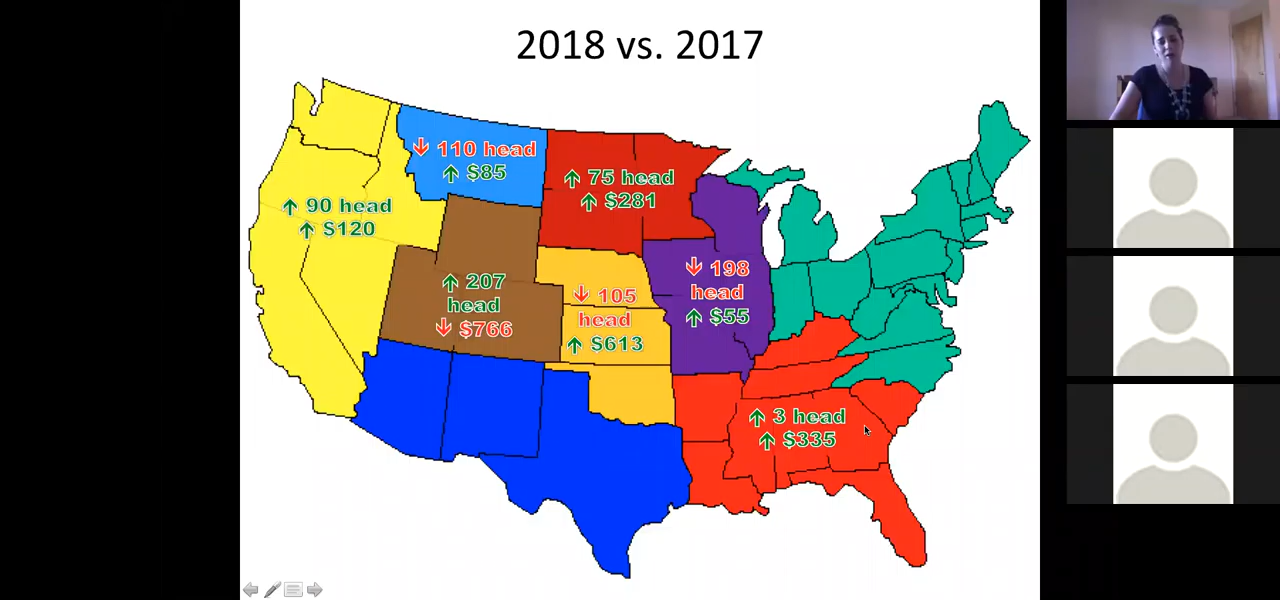 2018 vs. 2017
↓ 110 head
↑ $85
↑ 75 head
↑ $281
↑ 90 head
↑ $120
↓ 198
head
↑ $55
↑ 207
head
↓ $766
↓ 105
head
↑ $613
↑ 3 head
↑ $335